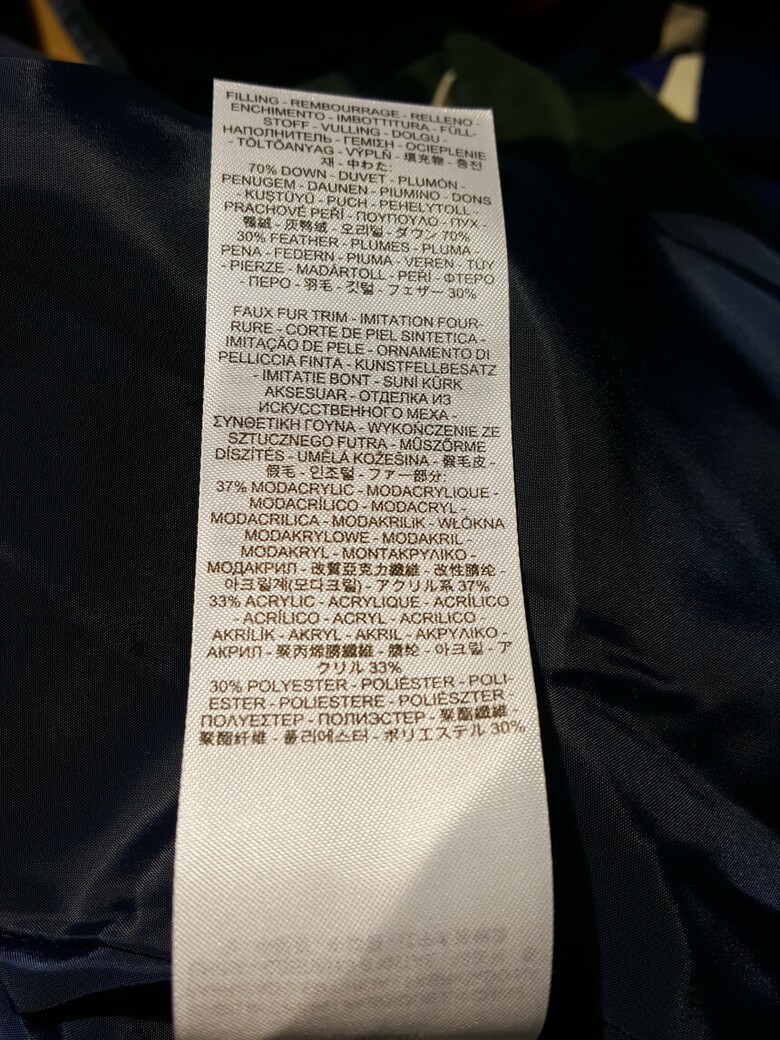 FILLING - REMBOURRAGE - RELLENO -
ENCHIMENTO - IMBOTTITURA - FÜLL-
STOFF - VULLING - DOLGU -
НАПОЛНИТЕЛЬ - ΓΕΜΙΣΗ - OCIEPLENIE
- TÖLTŐANYAG - VÝPLŇ - 填充物 - 충전
재 - 中わた:
70% DOWN - DUVET - PLUMÓN -
PENUGEM - DAUNEN - PIUMINO - DONS
- KUŞTÜYÜ - PUCH - PEHELYTOLL -
PRACHOVÉ PEŘÍ - ΠΟΥΠΟΥΛΟ - ПУХ -
鴨絨 - 灰鸭绒 - 오리털 - ダウン 70%
30% FEATHER - PLUMES - PLUMA -
PENA - FEDERN - PIUMA - VEREN - TÜY
- PIERZE - MADÁRTOLL - PEŘÍ - ΦΤΕΡΟ
- ПЕРО - 羽毛 - 깃털 - フェザー 30%
FAUX FUR TRIM - IMITATION FOUR-
RURE - CORTE DE PIEL SINTETICA -
IMITAÇÃO DE PELE - ORNAMENTO DI
PELLICCIA FINTA - KUNSTFELLBESATZ
- IMITATIE BONT - SUNİ KÜRK
AKSESUAR - ОТДЕЛКА ИЗ
ИСКУССТВЕННОГО МЕХА -
ΣΥΝΘΕΤΙΚΗ ΓΟΥΝΑ - WYKOŃCZENIE ZE
SZTUCZNEGO FUTRA - MŰSZŐRME
DÍSZÍTÉS - UMĚLÁ KOŽEŠINA - 假毛皮 -
假毛 - 인조털 - ファー部分:
37% MODACRYLIC - MODACRYLIQUE -
MODACRÍLICO - MODACRYL -
MODACRILICA - MODAKRILIK - WŁÓKNA
MODAKRYLOWE - MODAKRIL -
MODAKRYL - ΜΟΝΤΑΚΡΥΛΙΚΟ -
МОДАКРИЛ - 改質亞克力纖維 - 改性腈纶 -
아크릴계(모다크릴) - アクリル系 37%
33% ACRYLIC - ACRYLIQUE - ACRÍLICO
- ACRÍLICO - ACRYL - ACRILICO -
AKRİLİK - AKRYL - AKRIL - ΑΚΡΥΛΙΚΟ -
АКРИЛ - 聚丙烯腈纖維 - 腈纶 - 아크릴 - ア
クリル 33%
30% POLYESTER - POLIÉSTER - POLI-
ESTER - POLIESTERE - POLIÉSZTER -
ΠΟΛΥΕΣΤΕΡ - ПОЛИЭСТЕР - 聚酯纖維 -
聚酯纤维 - 폴리에스터 - ポリエステル 30%